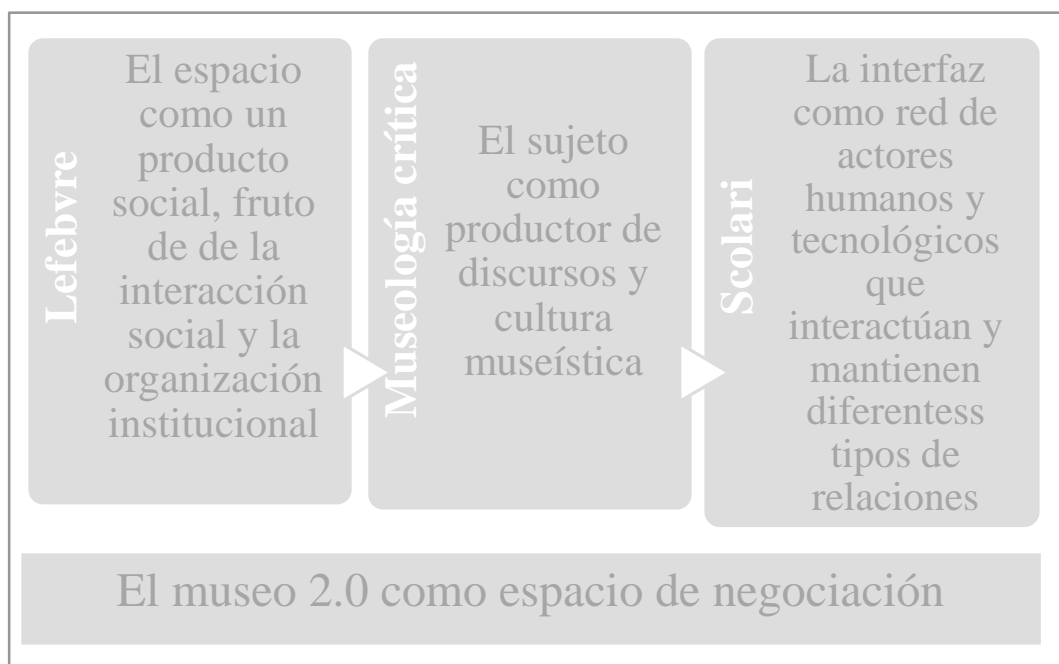 Lefebvre
El espacio
como un
producto
social, fruto
de de la
interacción
social y la
organización
institucional
Museología crítica
El sujeto
como
productor de
discursos y
cultura
museística
Scolari
La interfaz
como red de
actores
humanos y
tecnológicos
que
interactúan y
mantienen
diferentess
tipos de
relaciones
El museo 2.0 como espacio de negociación